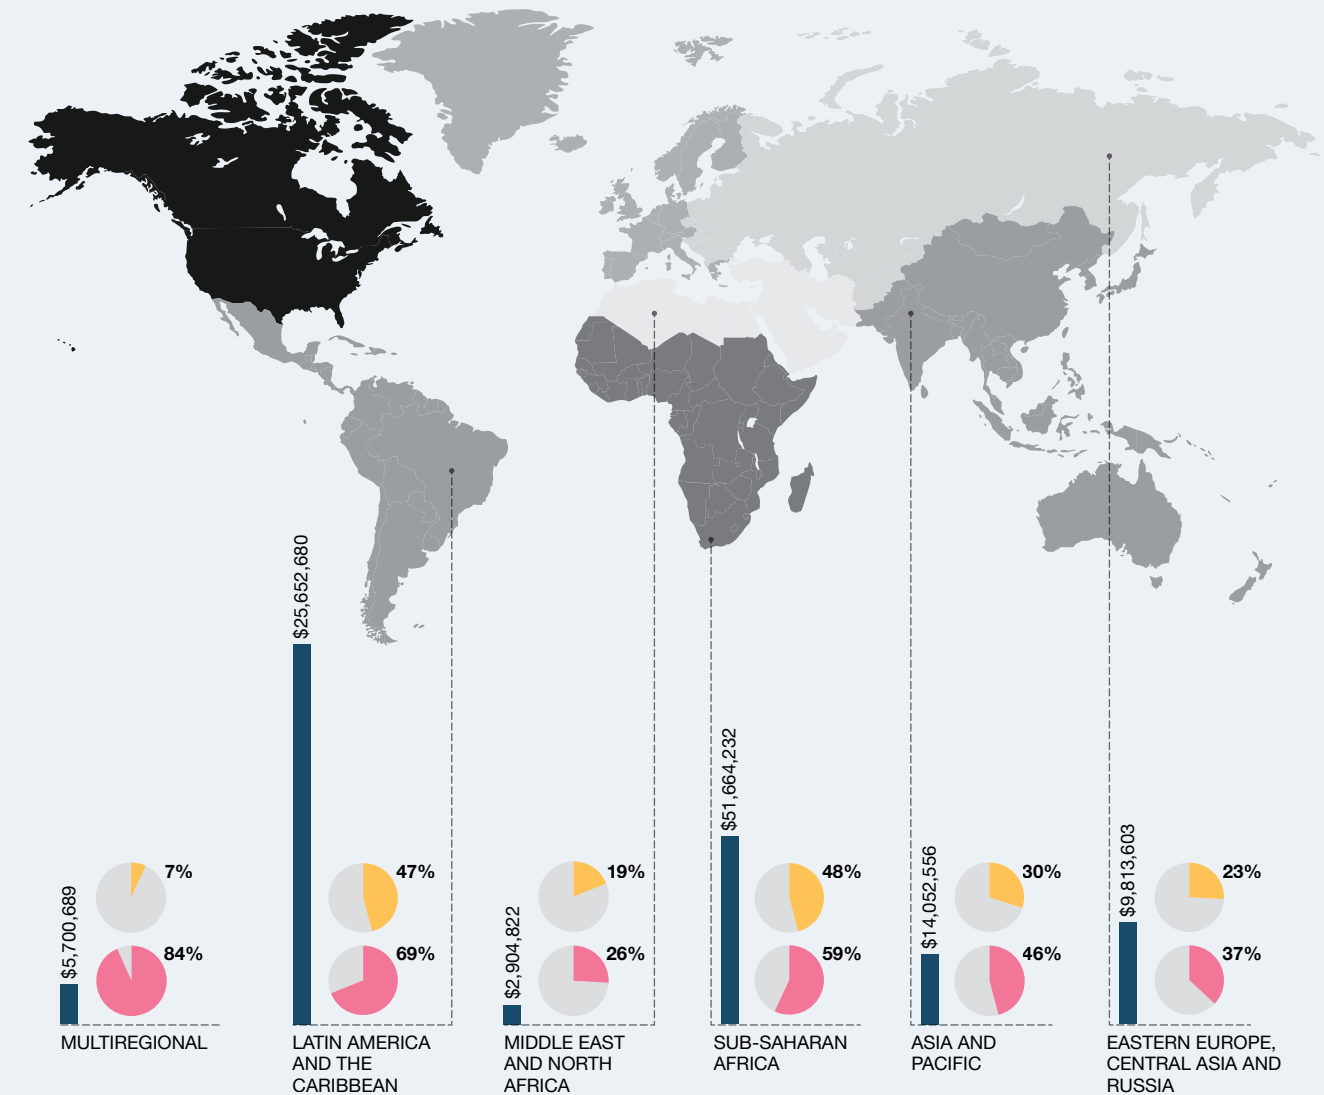 $5,700,689
7%
84%
MULTIREGIONAL
$25,652,680
47%
69%
LATIN AMERICA
AND THE
CARIBBEAN
$2,904,822
19%
26%
MIDDLE EAST
AND NORTH
AFRICA
$51,664,232
48%
59%
SUB-SAHARAN
AFRICA
$14,052,556
30%
46%
ASIA AND
PACIFIC
$9,813,603
23%
37%
EASTERN EUROPE,
CENTRAL ASIA AND
RUSSIA